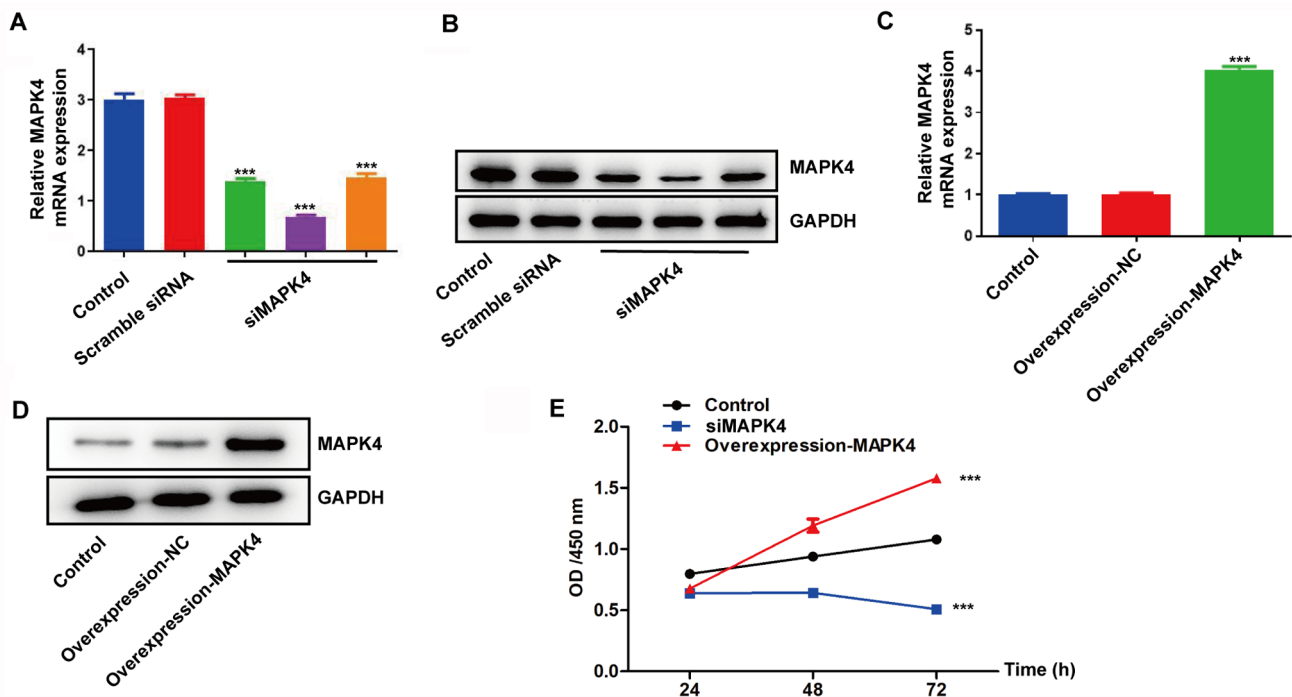 A
Relative MAPK4
mRNA expression
4
3
2
1
0
***
***
***
Control
Scramble siRNA
siMAPK4
B
MAPK4
GAPDH
Control
Scramble siRNA
siMAPK4
C
Relative MAPK4
mRNA expression
5
4
3
2
1
0
***
Control
Overexpression-NC
Overexpression-MAPK4
D
MAPK4
GAPDH
Control
Overexpression-NC
Overexpression-MAPK4
E
Control
siMAPK4
Overexpression-MAPK4
OD /450 nm
2.0
1.5
1.0
0.5
0.0
***
***
24
48
72
Time (h)